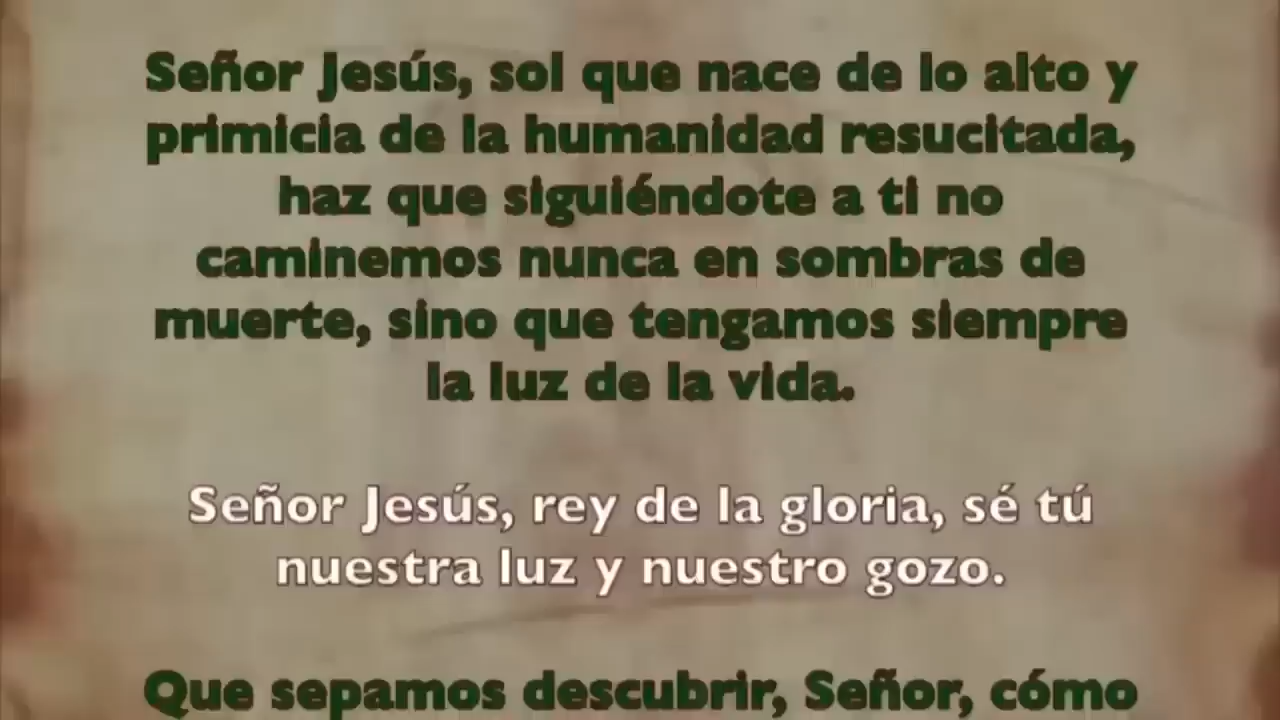 Señor Jesús, sol que nace de lo alto y
primicia de la humanidad resucitada,
haz que siguiéndote a ti no
caminemos nunca en sombras de
muerte, sino que tengamos siempre
la luz de la vida.
Señor Jesús, rey de la gloria, sé tú
nuestra luz y nuestro gozo.
Que sepamos descubrir, Señor, cómo